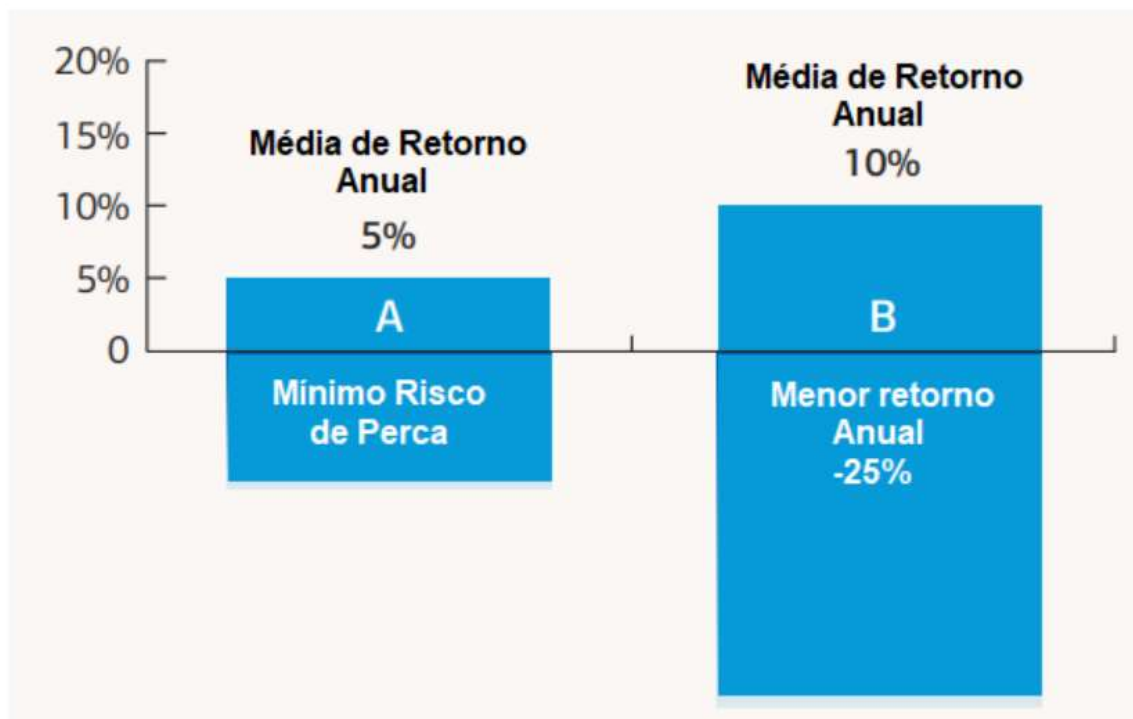 20%
15%
10%
5%
0
Média de Retorno
Anual
5%
A
Mínimo Risco
de Perca
Média de Retorno
Anual
10%
B
Menor retorno
Anual
-25%